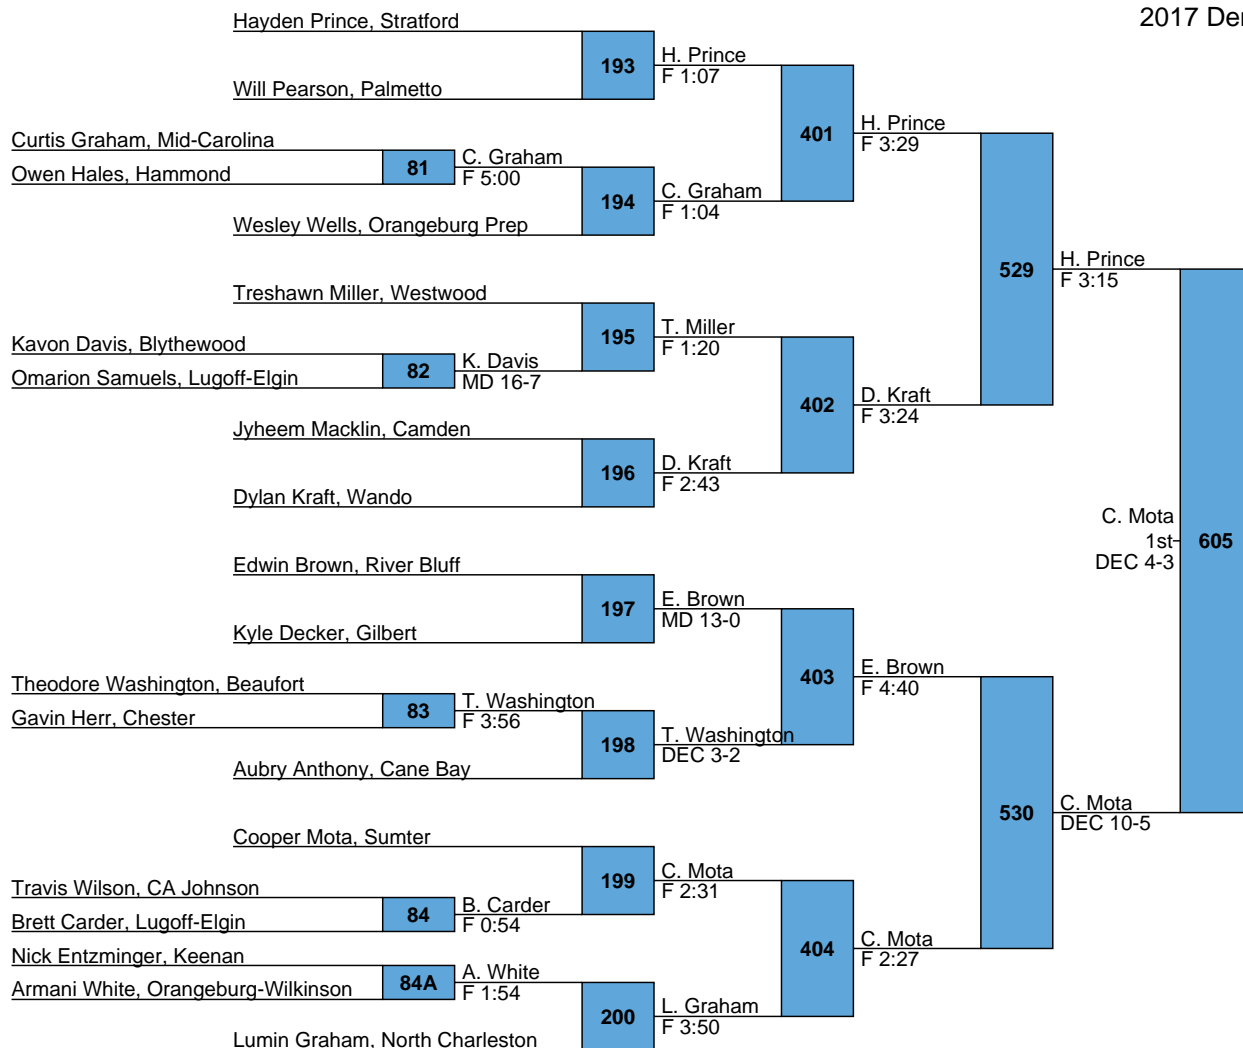 Hayden Prince, Stratford
2017 Der
193
H. Prince
F 1:07
Will Pearson, Palmetto
401
H. Prince
F 3:29
Curtis Graham, Mid-Carolina
81
C. Graham
F 5:00
Owen Hales, Hammond
194
C. Graham
F 1:04
Wesley Wells, Orangeburg Prep
529
H. Prince
F 3:15
Treshawn Miller, Westwood
195
T. Miller
F 1:20
Kavon Davis, Blythewood
82
K. Davis
MD 16-7
Omarion Samuels, Lugoff-Elgin
402
D. Kraft
F 3:24
Jyheem Macklin, Camden
196
D. Kraft
F 2:43
Dylan Kraft, Wando
C. Mota
1st
DEC 4-3
605
Edwin Brown, River Bluff
197
E. Brown
MD 13-0
Kyle Decker, Gilbert
403
E. Brown
F 4:40
Theodore Washington, Beaufort
83
T. Washington
F 3:56
Gavin Herr, Chester
198
T. Washington
DEC 3-2
Aubry Anthony, Cane Bay
530
C. Mota
DEC 10-5
Cooper Mota, Sumter
199
C. Mota
F 2:31
Travis Wilson, CA Johnson
84
B. Carder
F 0:54
Brett Carder, Lugoff-Elgin
404
C. Mota
F 2:27
Nick Entzminger, Keenan
84A
A. White
F 1:54
Armani White, Orangeburg-Wilkinson
200
L. Graham
F 3:50
Lumin Graham, North Charleston